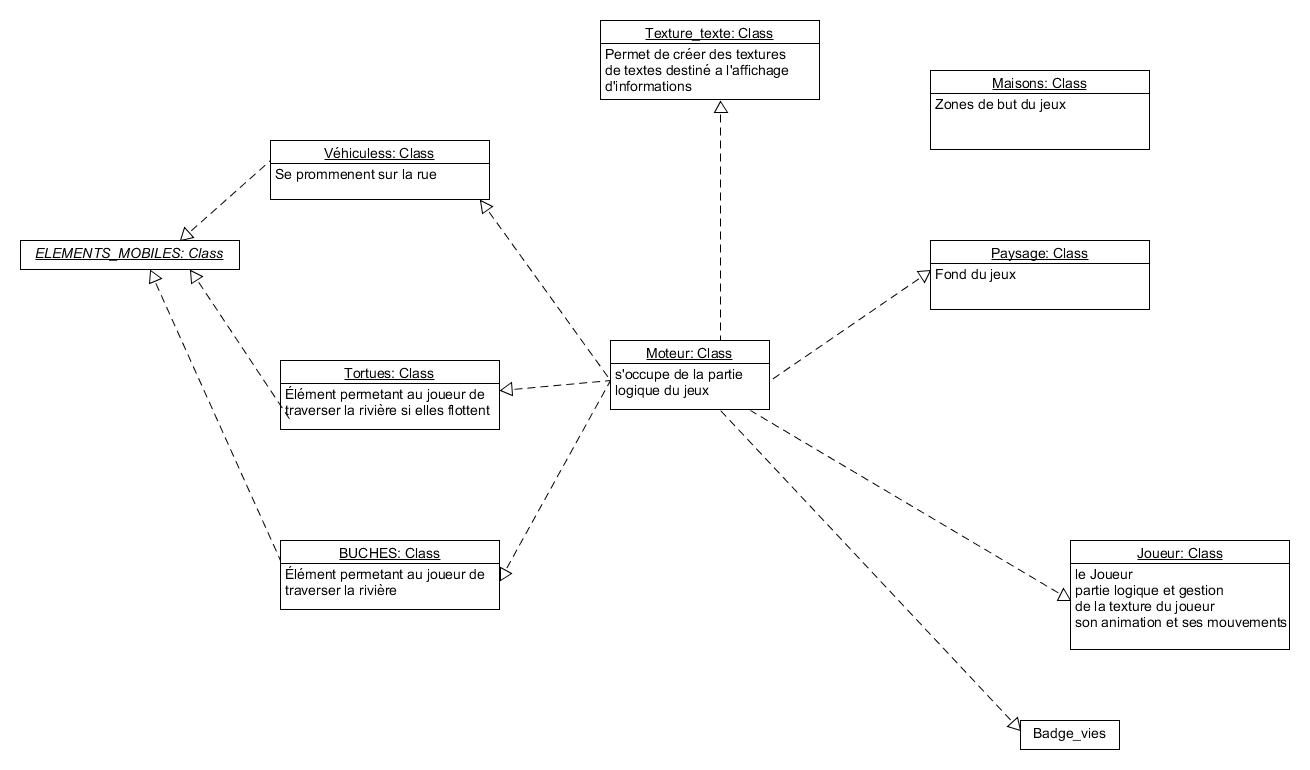 Texture_texte: Class
Permet de créer des textures
de textes destiné a l'affichage
d'informations
Maisons: Class
Zones de but du jeux
Véhiculess: Class
Se prommenent sur la rue
ELEMENTS_MOBILES: Class
Paysage: Class
Fond du jeux
Moteur: Class
s'occupe de la partie
logique du jeux
Tortues: Class
Élément permetant au joueur de
traverser la rivière si elles flottent
BUCHES: Class
Élément permetant au joueur de
traverser la rivière
Joueur: Class
le Joueur
partie logique et gestion
de la texture du joueur
son animation et ses mouvements
Badge_vies